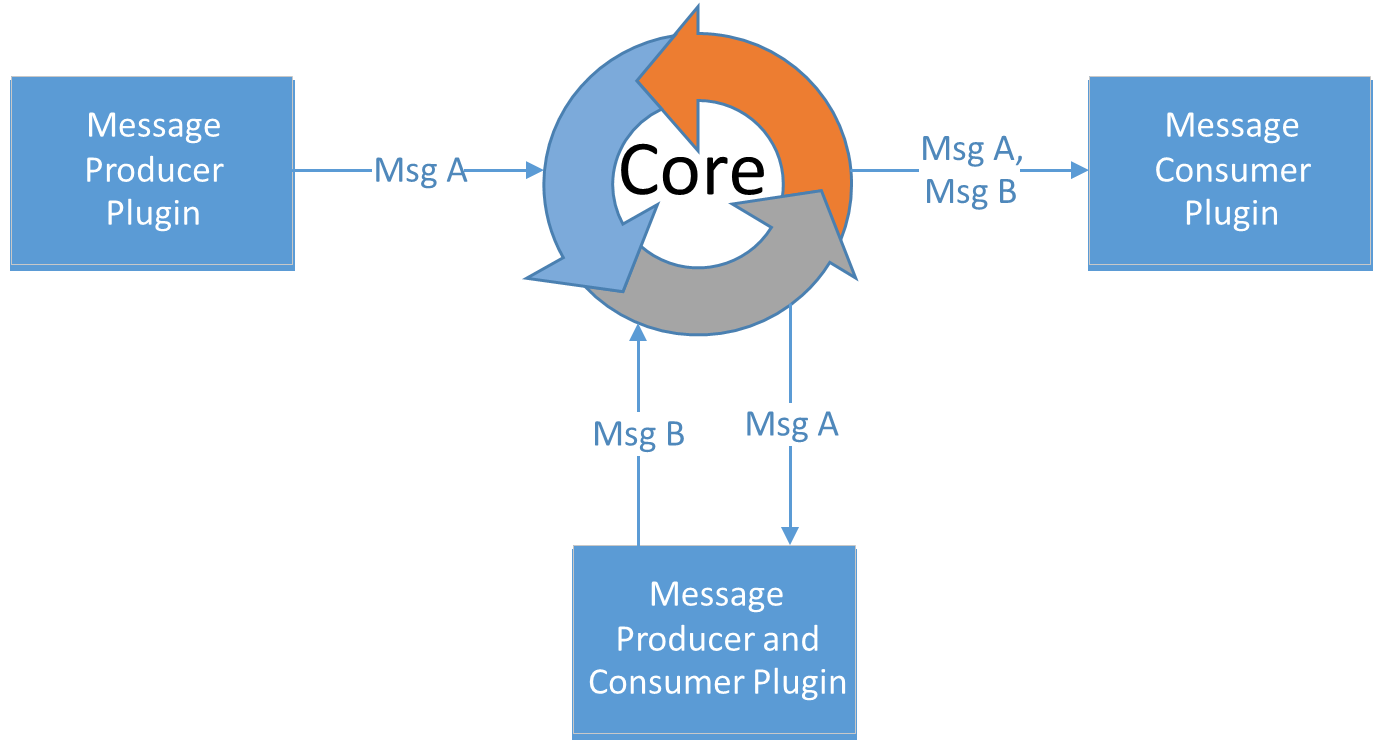 Message
Producer
Plugin
Msg A
Core
Msg A,
Msg B
Message
Consumer
Plugin
Msg B
Msg A
Message
Producer and
Consumer Plugin